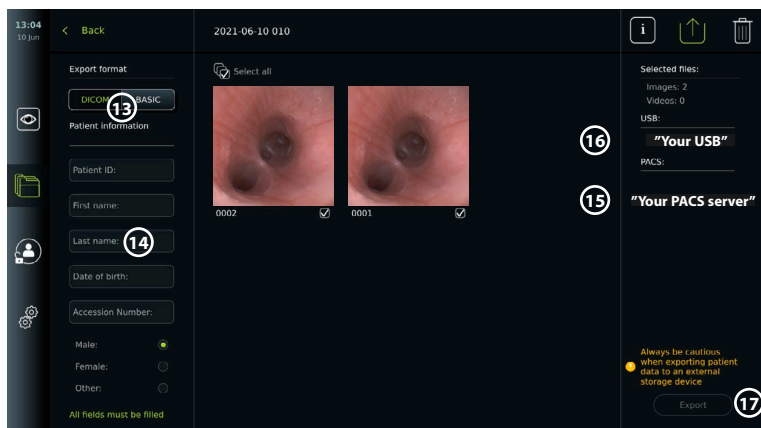 13:04
10 Jun
Back
2021-06-10 010
i
Export format
DICOM
BASIC
13
Patient information
Patient ID:
First name:
Last name:
14
Date of birth:
Accession Number:
Male:
Female:
Other:
All fields must be filled
Select all
0002
0001
Selected files:
Images: 2
Videos: 0
USB:
16
"Your USB"
PACS:
15
"Your PACS server"
Always be cautious
when exporting patient
data to an external
storage device
Export
17